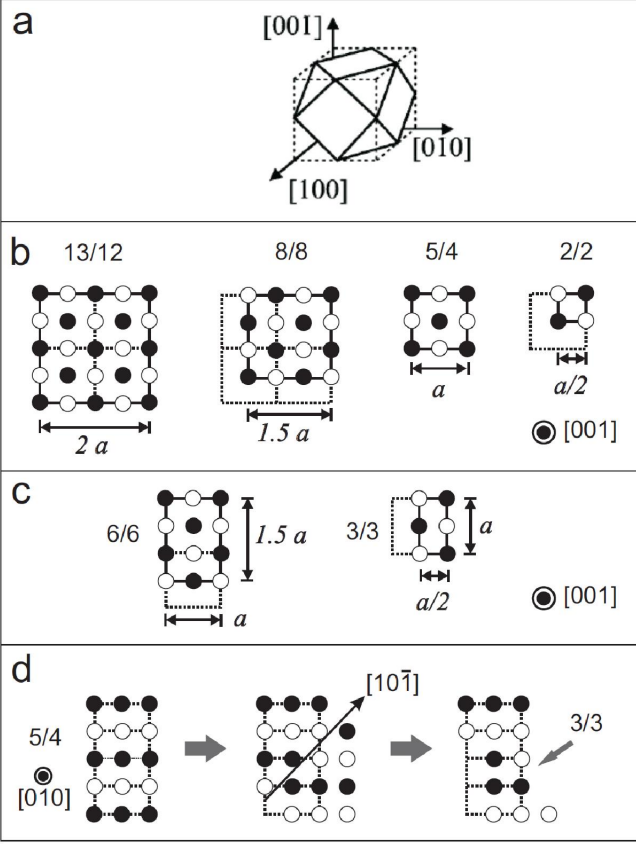 a
[001]
[010]
[100]
b
13/12
8/8
5/4
2/2
2 a
1.5 a
a
a/2
[001]
c
6/6
1.5 a
a
3/3
a
a/2
[001]
d
5/4
[010]
[101̄]
3/3